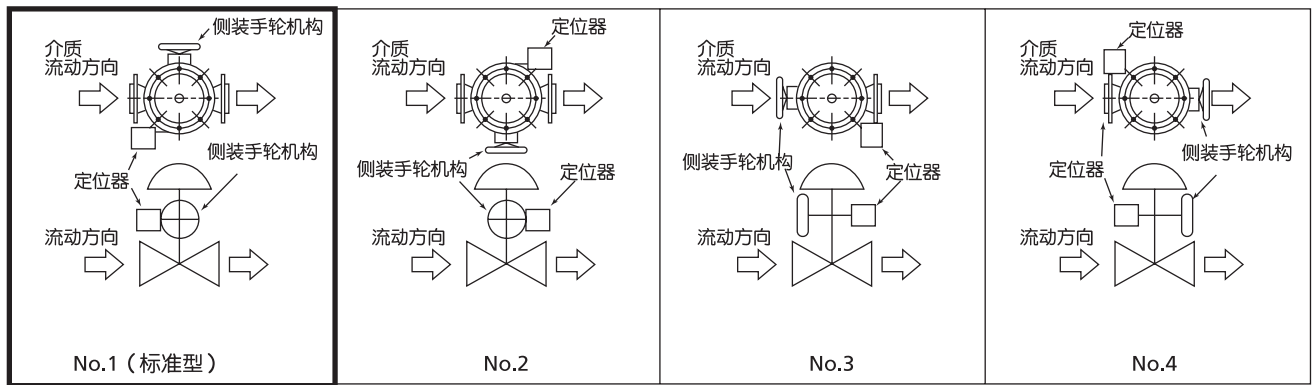 侧装手轮机构
介质
流动方向
定位器
侧装手轮机构
流动方向
No.1（标准型）
定位器
介质
流动方向
侧装手轮机构
定位器
流动方向
No.2
介质
流动方向
侧装手轮机构
定位器
流动方向
No.3
定位器
介质
流动方向
侧装手轮机构
定位器
流动方向
No.4